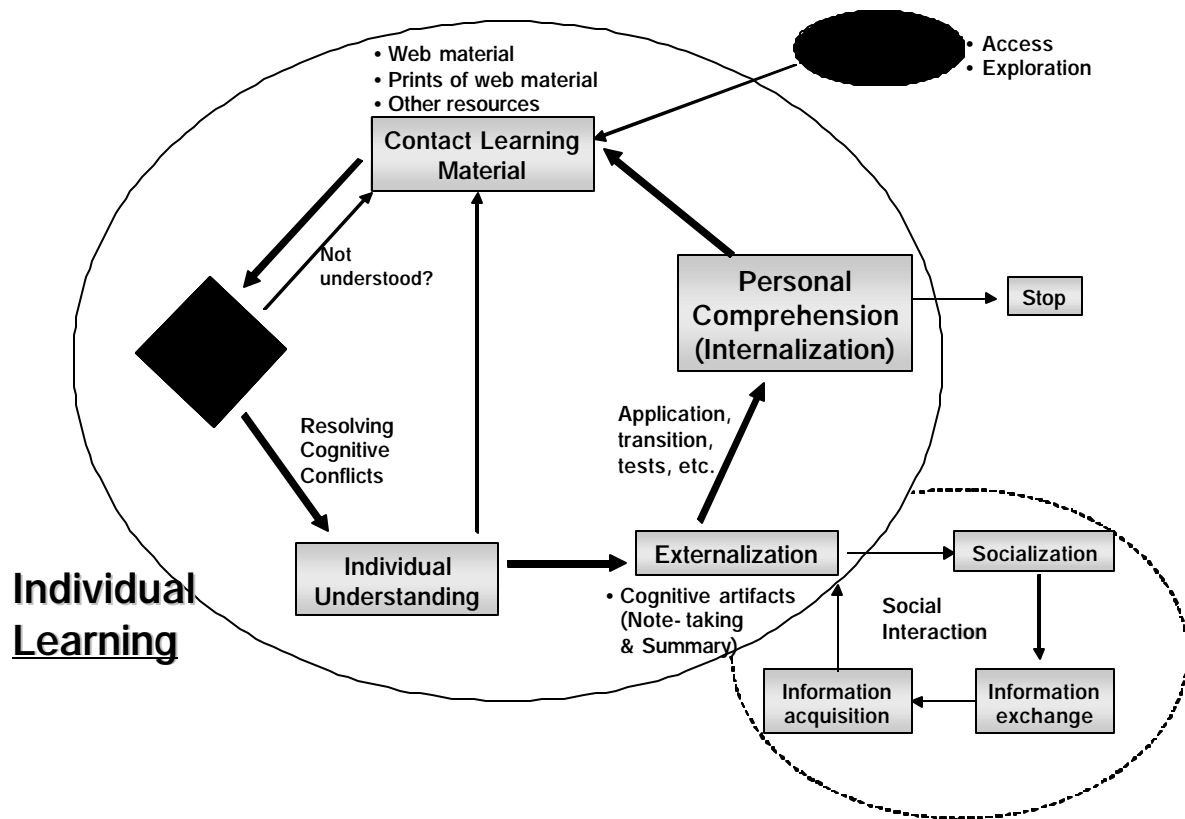 • Web material
• Prints of web material
• Other resources
• Access
• Exploration
Contact Learning
Material
Not
understood?
Personal
Comprehension
(Internalization)
Stop
Resolving
Cognitive
Conflicts
Application,
transition,
tests, etc.
Individual
Understanding
Externalization
• Cognitive artifacts
(Note- taking
& Summary)
Socialization
Social
Interaction
Information
acquisition
Information
exchange
Individual
Learning